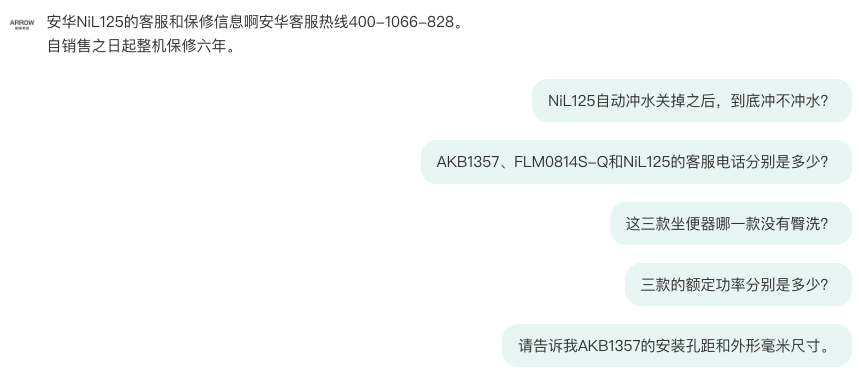 ARROW
安华NiL125的客服和保修信息啊安华客服热线400-1066-828。
自销售之日起整机保修六年。
NiL125自动冲水关掉之后，到底冲不冲水？
AKB1357、FLM0814S-Q和NiL125的客服电话分别是多少？
这三款坐便器哪一款没有臀洗？
三款的额定功率分别是多少？
请告诉我AKB1357的安装孔距和外形毫米尺寸。